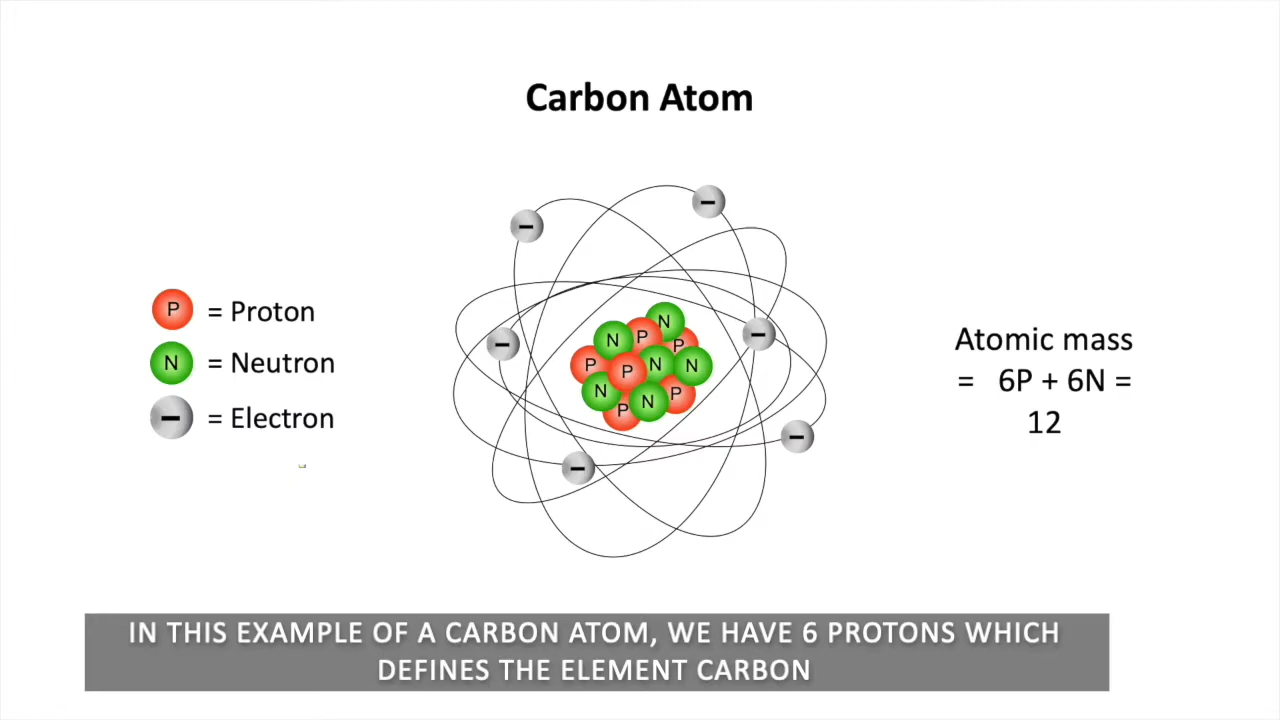 Carbon Atom
P = Proton
N = Neutron
− = Electron
−
−
−
−
−
−
N
N
P
P
P
P
N
N
N
P
P
N
Atomic mass
= 6P + 6N =
12
IN THIS EXAMPLE OF A CARBON ATOM, WE HAVE 6 PROTONS WHICH
DEFINES THE ELEMENT CARBON